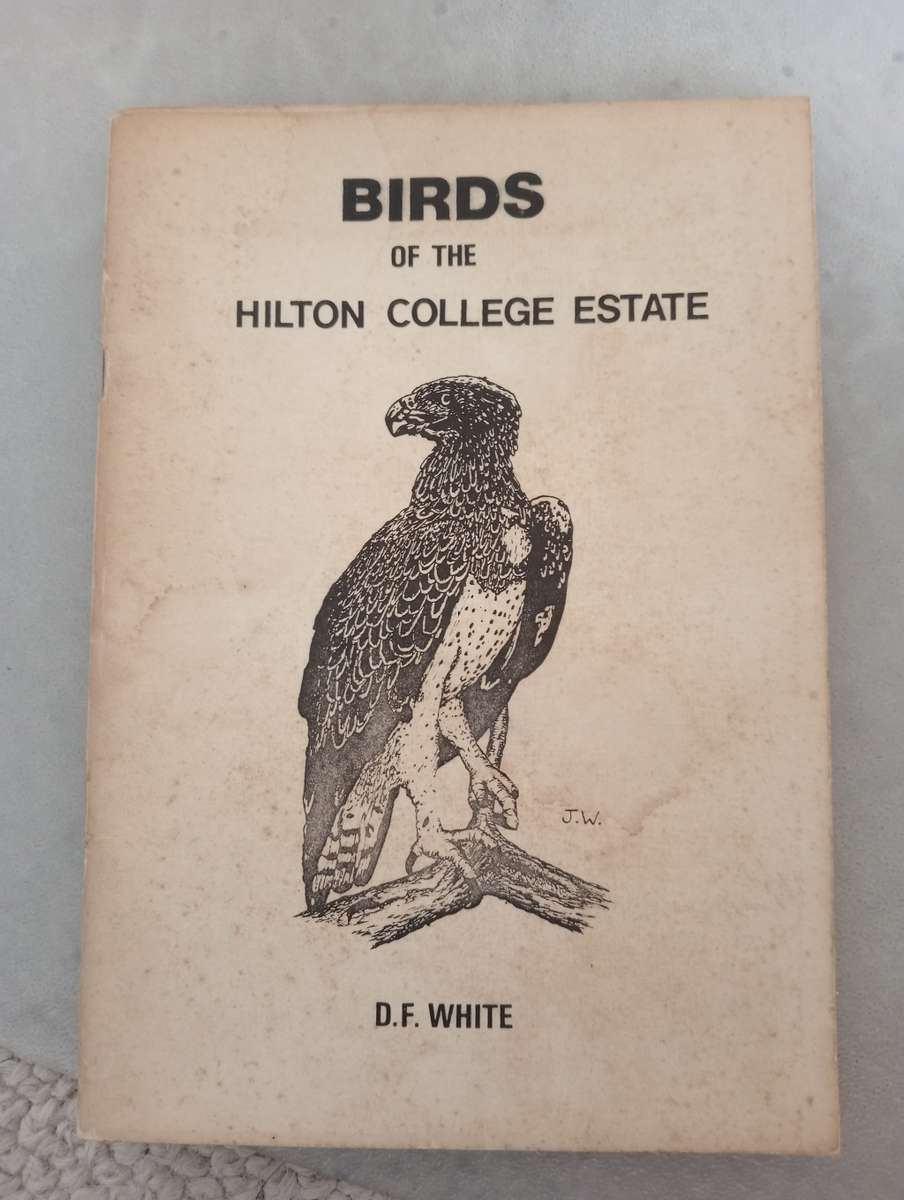 BIRDS
OF THE
HILTON COLLEGE ESTATE
J.W.
D.F. WHITE